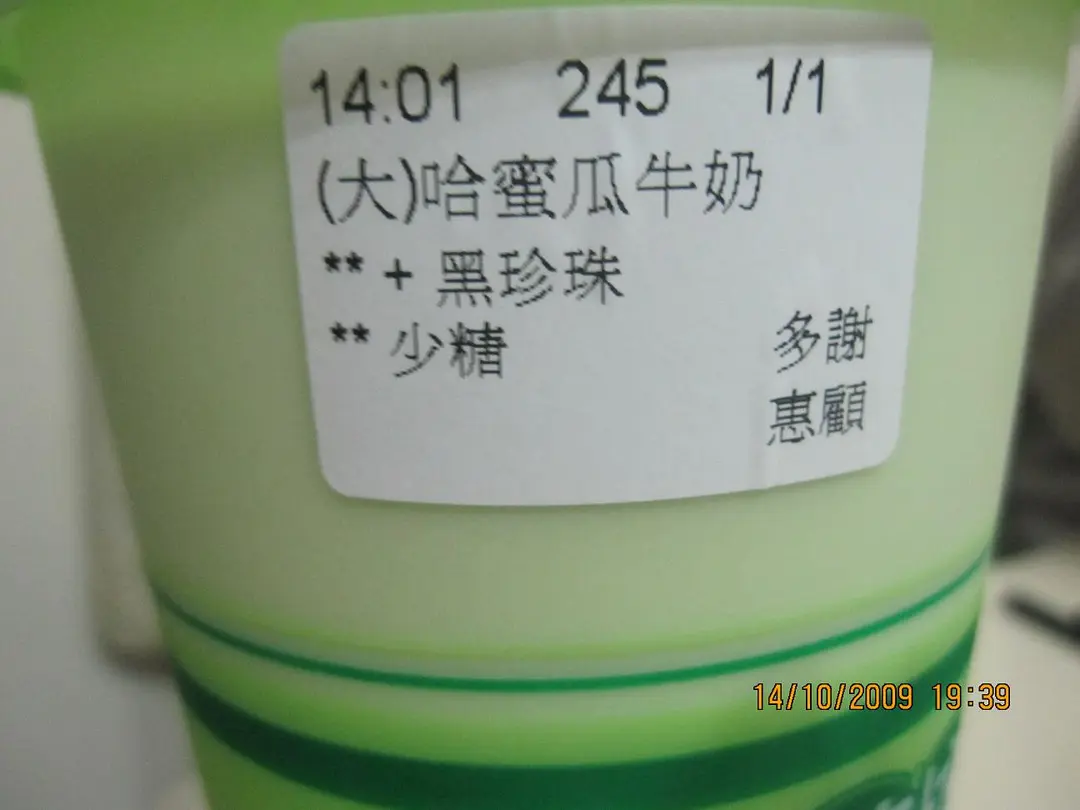 14:01 245 1/1
(大)哈蜜瓜牛奶
** + 黑珍珠
** 少糖
多謝
惠顧
14/10/2009 19:39